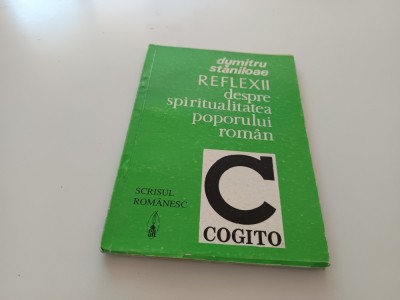 dumitru
stăniloae
REFLEXII
despre
spiritualitatea
poporului
român
C
COGITO
SCRISUL
ROMÂNESC